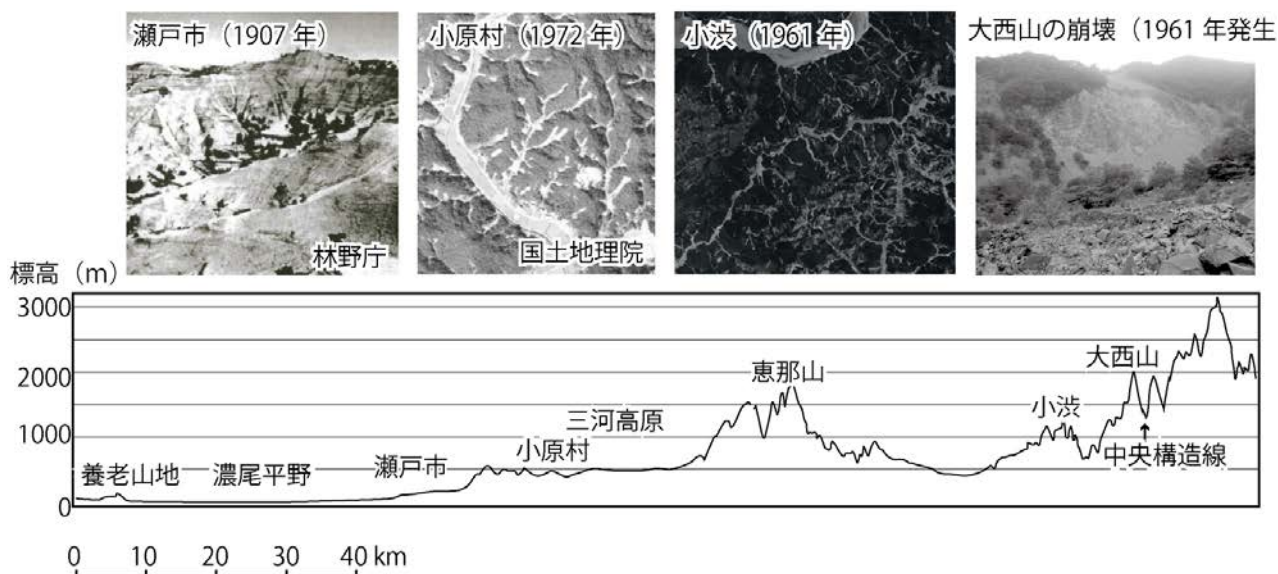 瀬戸市（1907 年）
小原村（1972 年）
小渋（1961 年）
大西山の崩壊（1961 年発生
林野庁
国土地理院
標高（m）
3000
2000
1000
0
養老山地
濃尾平野
瀬戸市
小原村
三河高原
恵那山
小渋
大西山
中央構造線
0 10 20 30 40 km